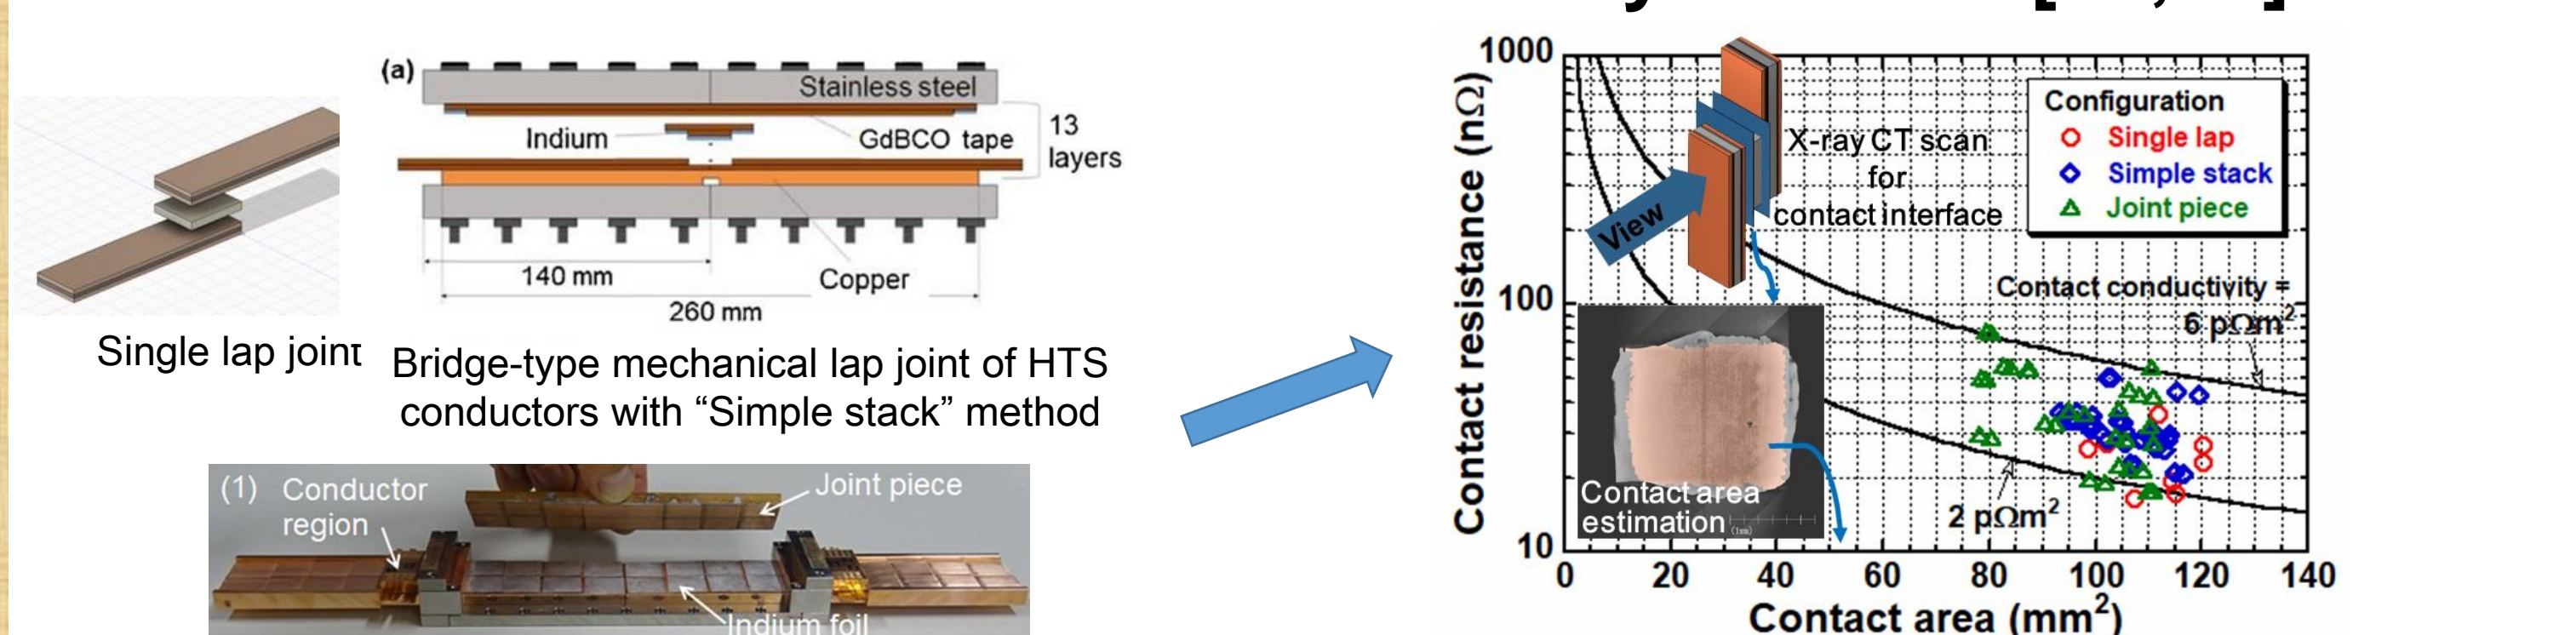 (a)
Stainless steel
Indium
GdBCO tape
13
layers
140 mm
Copper
260 mm
Single lap joint
Bridge-type mechanical lap joint of HTS
conductors with “Simple stack” method
(1) Conductor
region
Joint piece
Indium foil
Contact resistance (nΩ)
1000
100
10
Configuration
Single lap
Simple stack
Joint piece
X-ray CT scan
for
contact interface
View
Contact conductivity =
6 pΩm²
2 pΩm²
Contact area
estimation
(1mm)
0 20 40 60 80 100 120 140
Contact area (mm²)